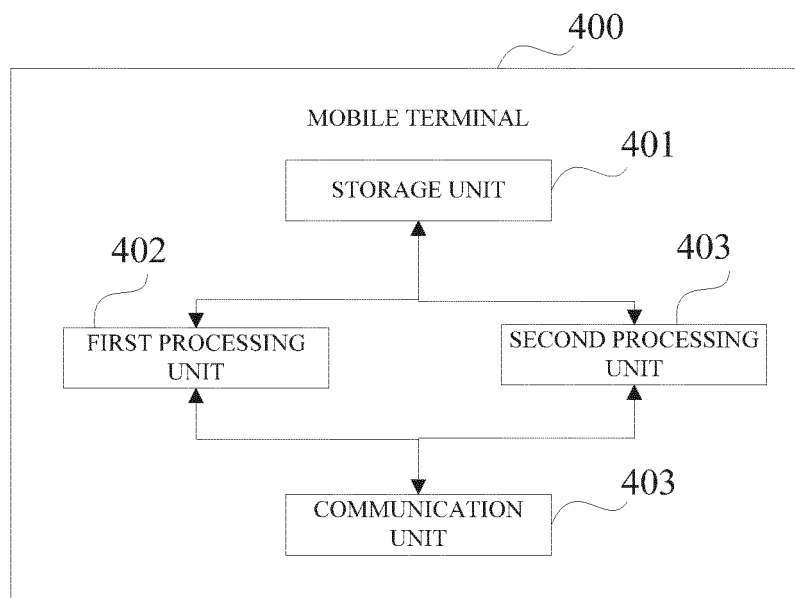 400
MOBILE TERMINAL
401
STORAGE UNIT
402
403
FIRST PROCESSING
UNIT
SECOND PROCESSING
UNIT
COMMUNICATION
UNIT
403